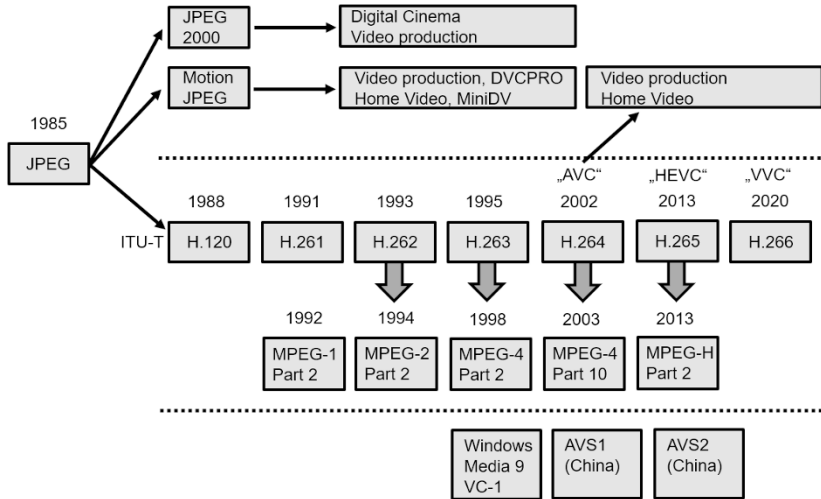 JPEG
2000
Digital Cinema
Video production
Motion
JPEG
Video production, DVCPRO
Home Video, MiniDV
Video production
Home Video
1985
JPEG
„AVC“
„HEVC“
„VVC“
1988
1991
1993
1995
2002
2013
2020
ITU-T
H.120
H.261
H.262
H.263
H.264
H.265
H.266
1992
1994
1998
2003
2013
MPEG-1
Part 2
MPEG-2
Part 2
MPEG-4
Part 2
MPEG-4
Part 10
MPEG-H
Part 2
Windows
Media 9
VC-1
AVS1
(China)
AVS2
(China)